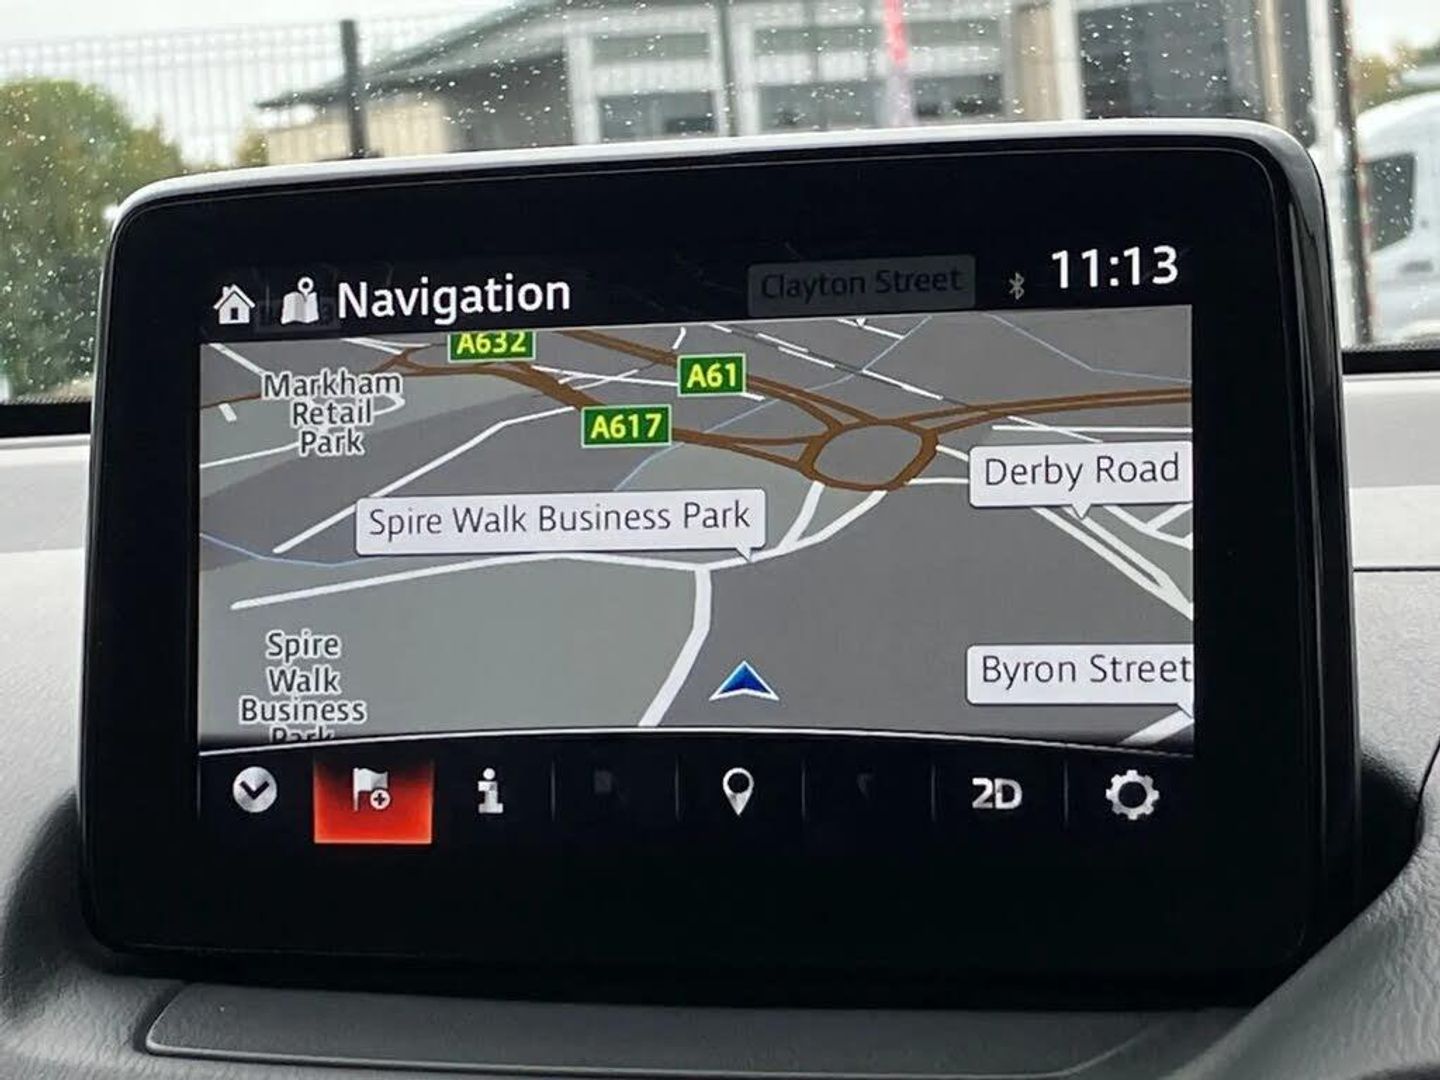 Navigation
Clayton Street
11:13
A632
A61
Markham
Retail
Park
A617
Derby Road
Spire Walk Business Park
Spire
Walk
Business
Park
Byron Street
2D